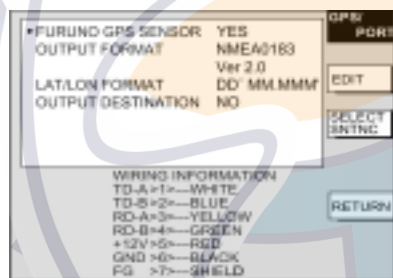 •FURUNO GPS SENSOR YES
OUTPUT FORMAT NMEA0183
Ver 2.0
LAT/LON FORMAT DD° MM.MMM'
OUTPUT DESTINATION NO
WIRING INFORMATION
TD-A >1>---WHITE
TD-B >2>---BLUE
RD-A >3>---YELLOW
RD-B >4>---GREEN
+12V >5>---RED
GND >6>---BLACK
FG >7>---SHIELD
GPS/
PORT
EDIT
SELECT
SNTNC
RETURN